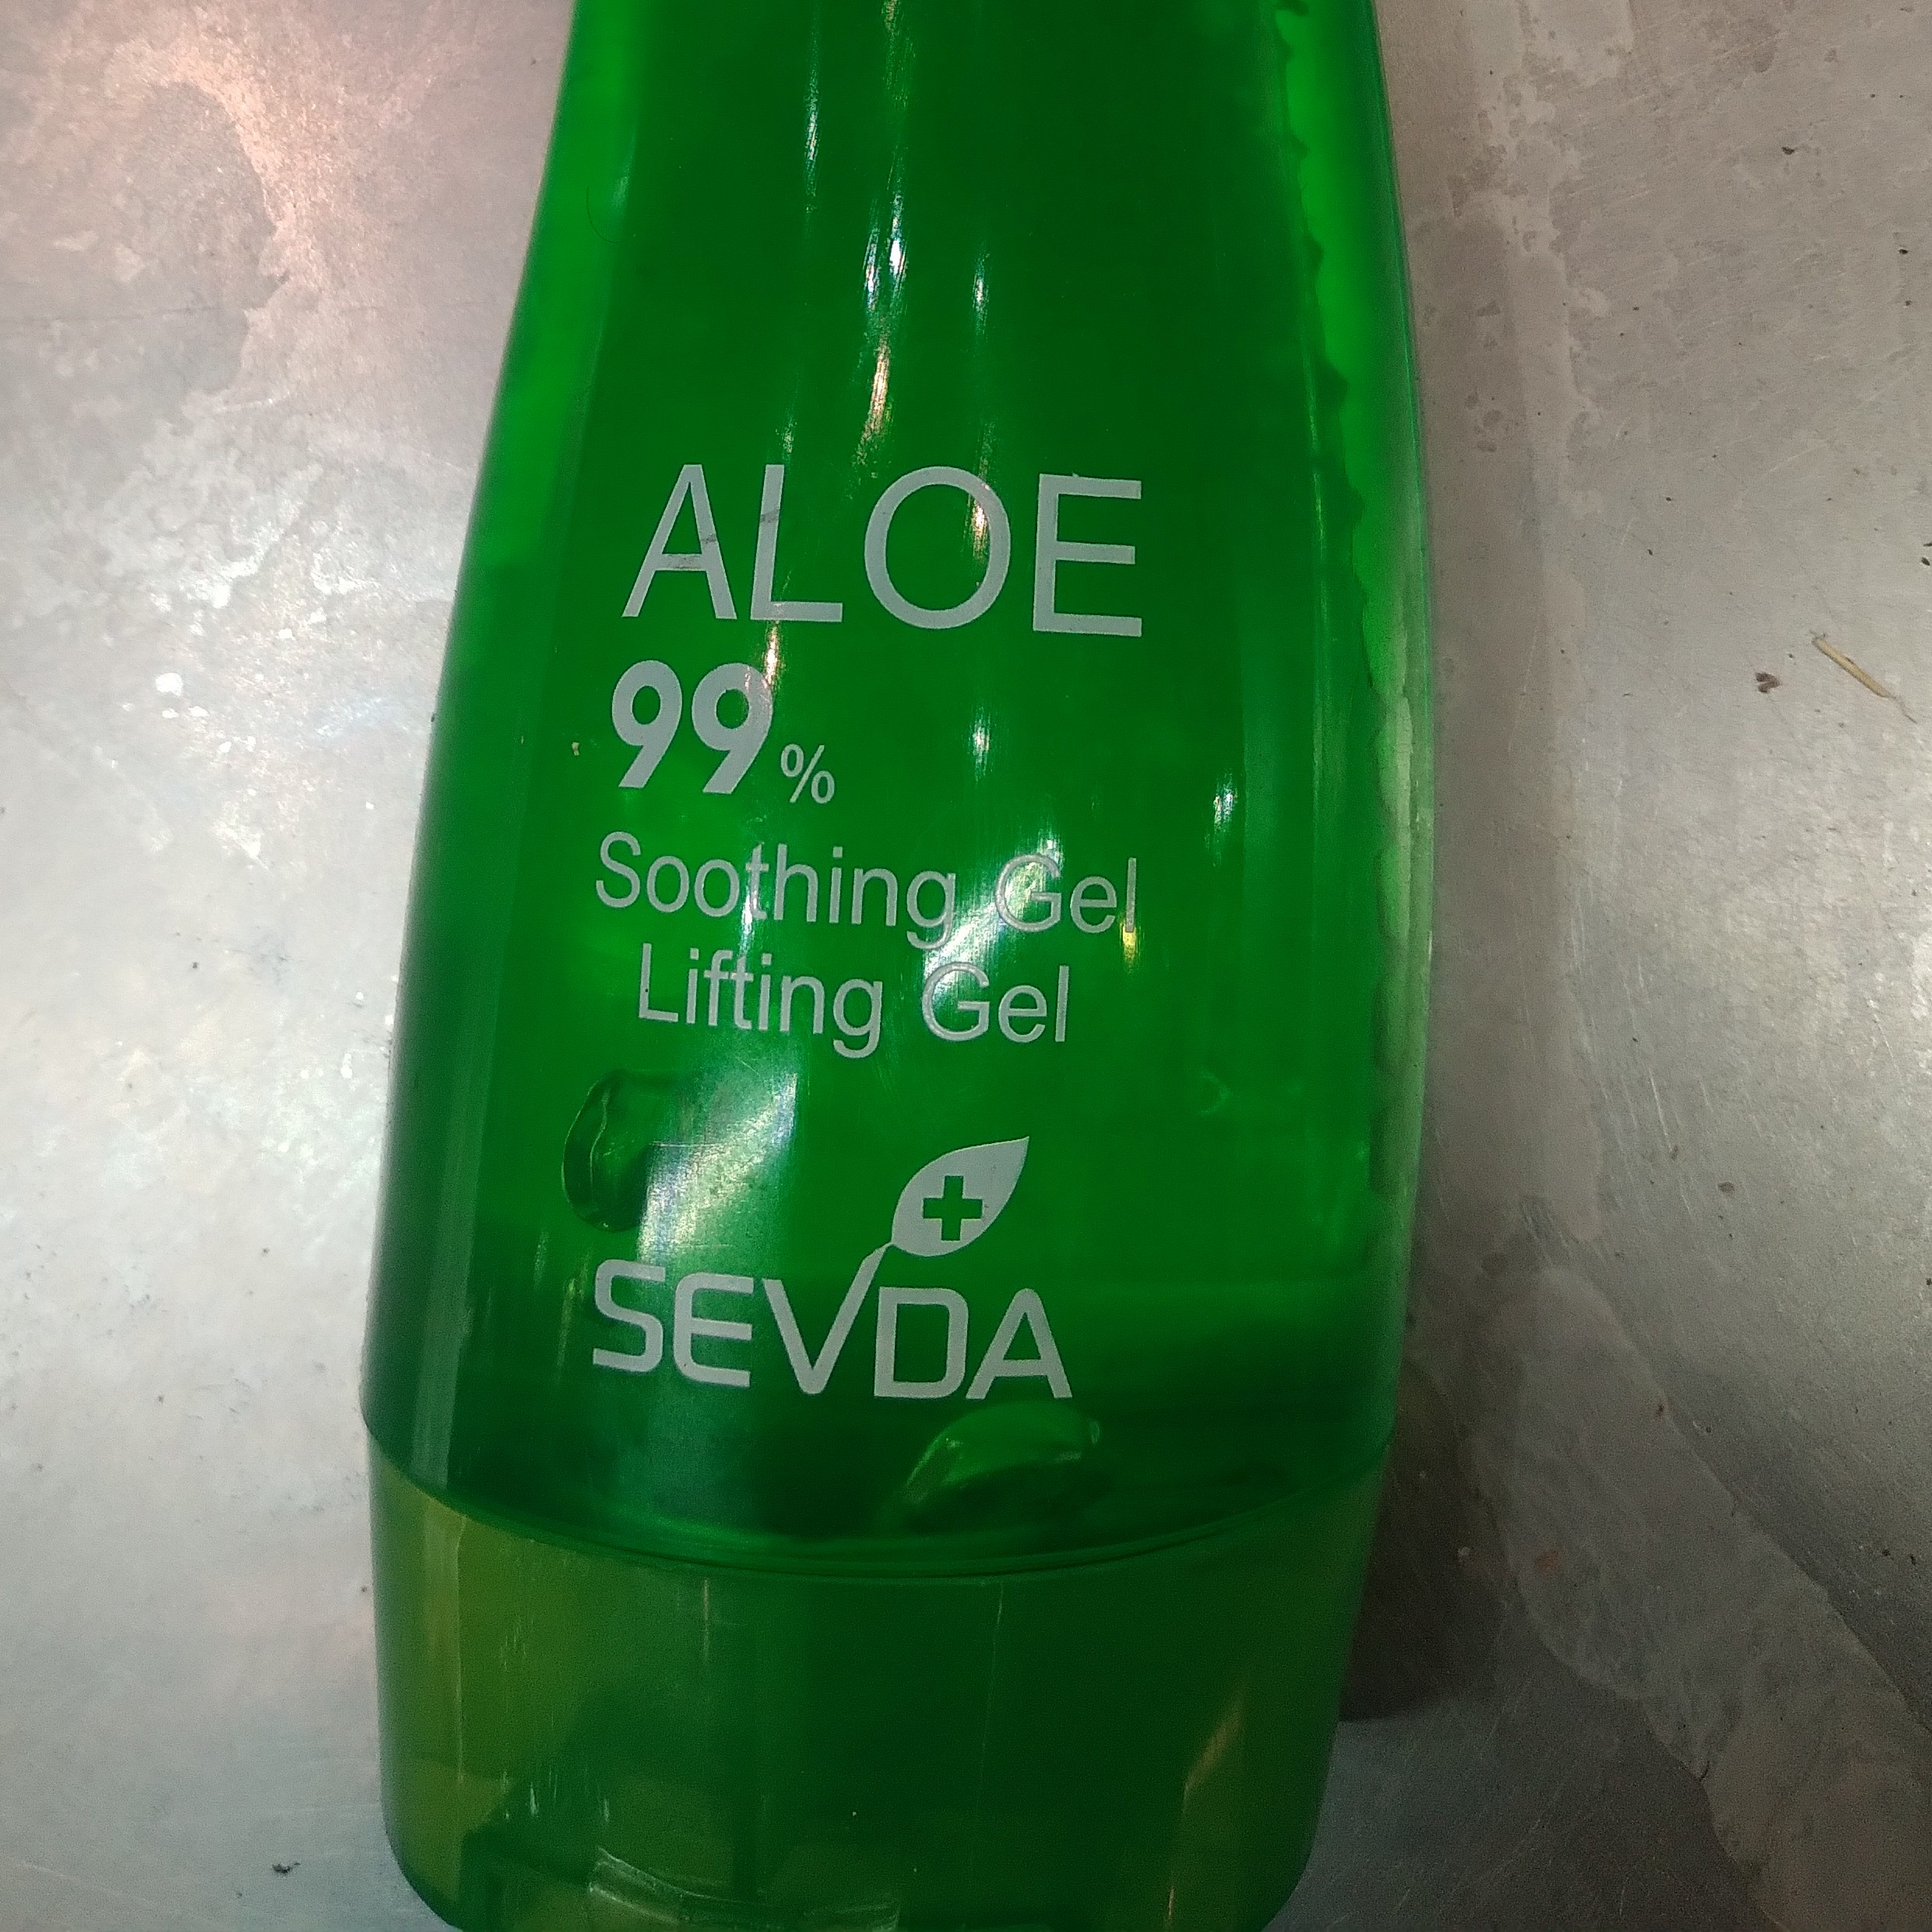 ALOE
99%
Soothing Gel
Lifting Gel
SEVDA